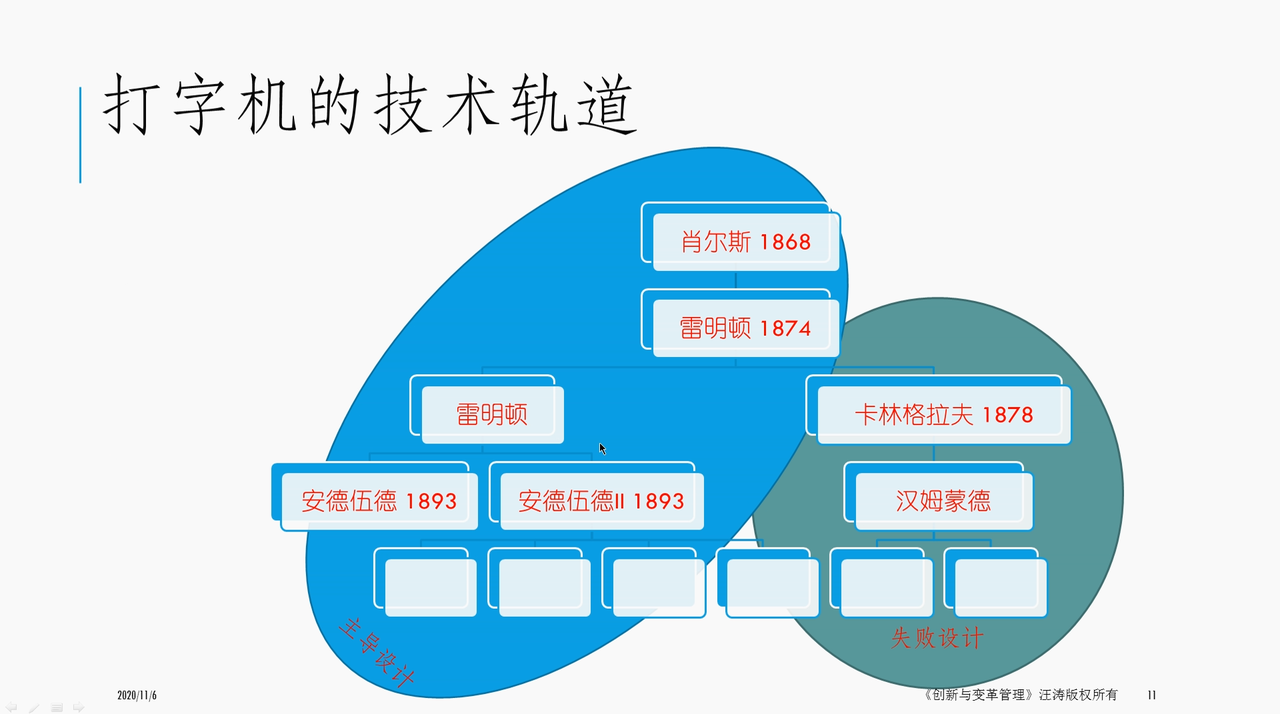 打字机的技术轨道
肖尔斯 1868
雷明顿 1874
雷明顿
卡林格拉夫 1878
安德伍德 1893
安德伍德II 1893
汉姆蒙德
主导设计
失败设计
2020/11/6
《创新与变革管理》汪涛版权所有
11